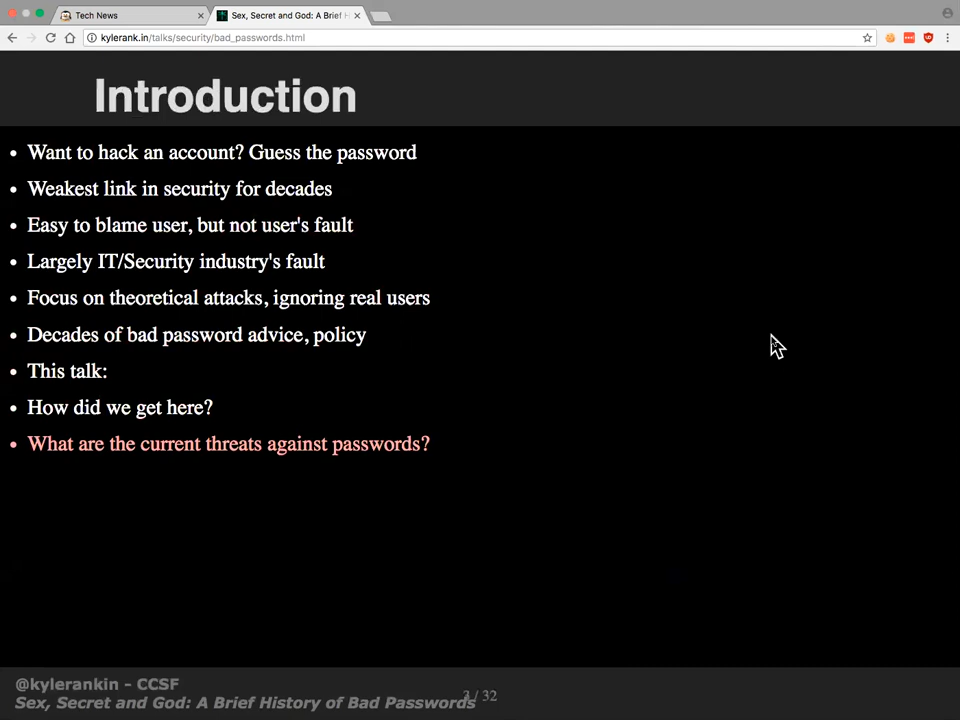 Tech News
Sex, Secret and God: A Brief H
kylerank.in/talks/security/bad_passwords.html
Introduction
• Want to hack an account? Guess the password
• Weakest link in security for decades
• Easy to blame user, but not user's fault
• Largely IT/Security industry's fault
• Focus on theoretical attacks, ignoring real users
• Decades of bad password advice, policy
• This talk:
• How did we get here?
• What are the current threats against passwords?
@kylerankin - CCSF
Sex, Secret and God: A Brief History of Bad Passwords
3 / 32